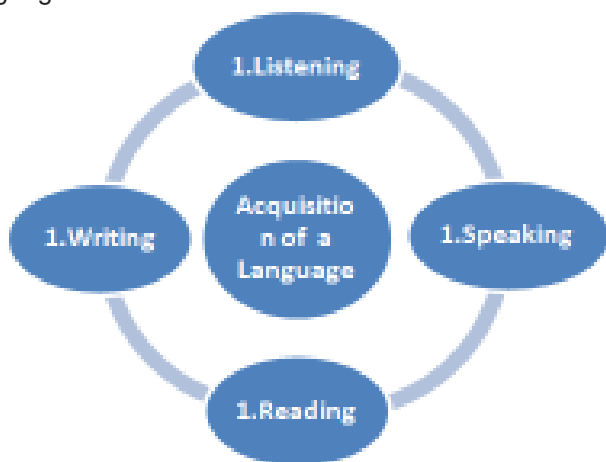 1.Listening
1.Writing
Acquisitio
n of a
Language
1.Speaking
1.Reading